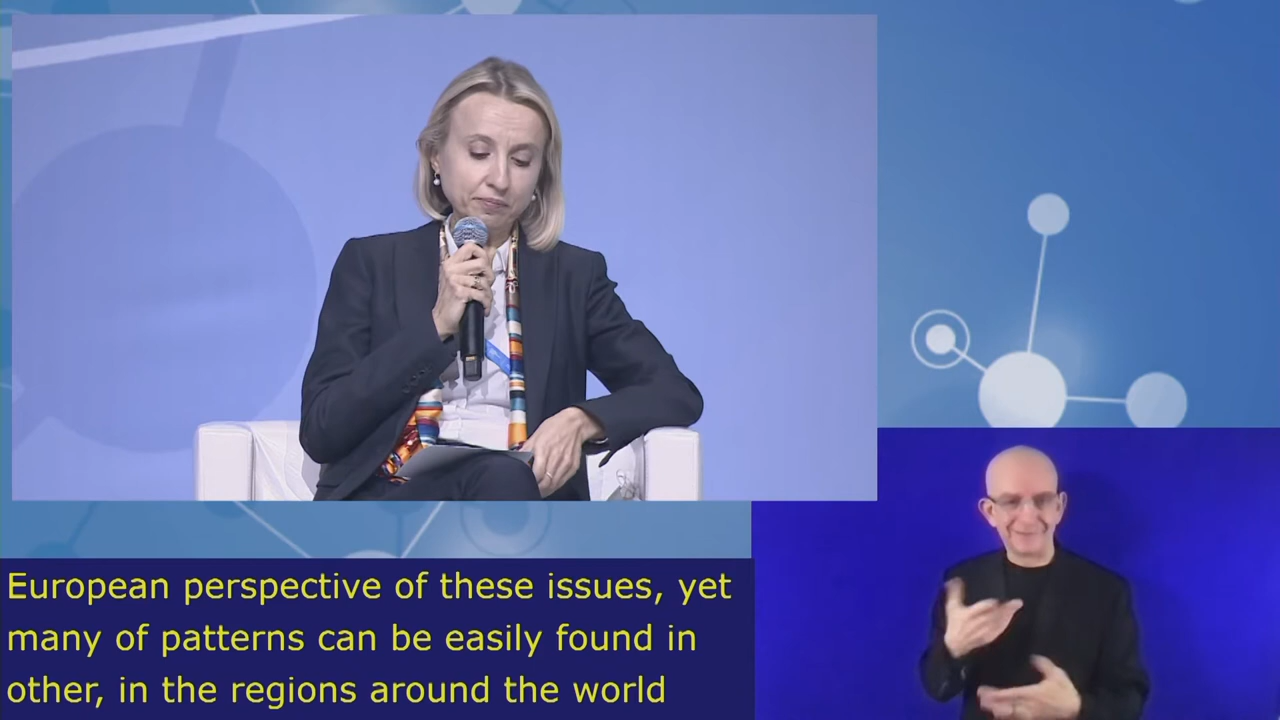 European perspective of these issues, yet
many of patterns can be easily found in
other, in the regions around the world